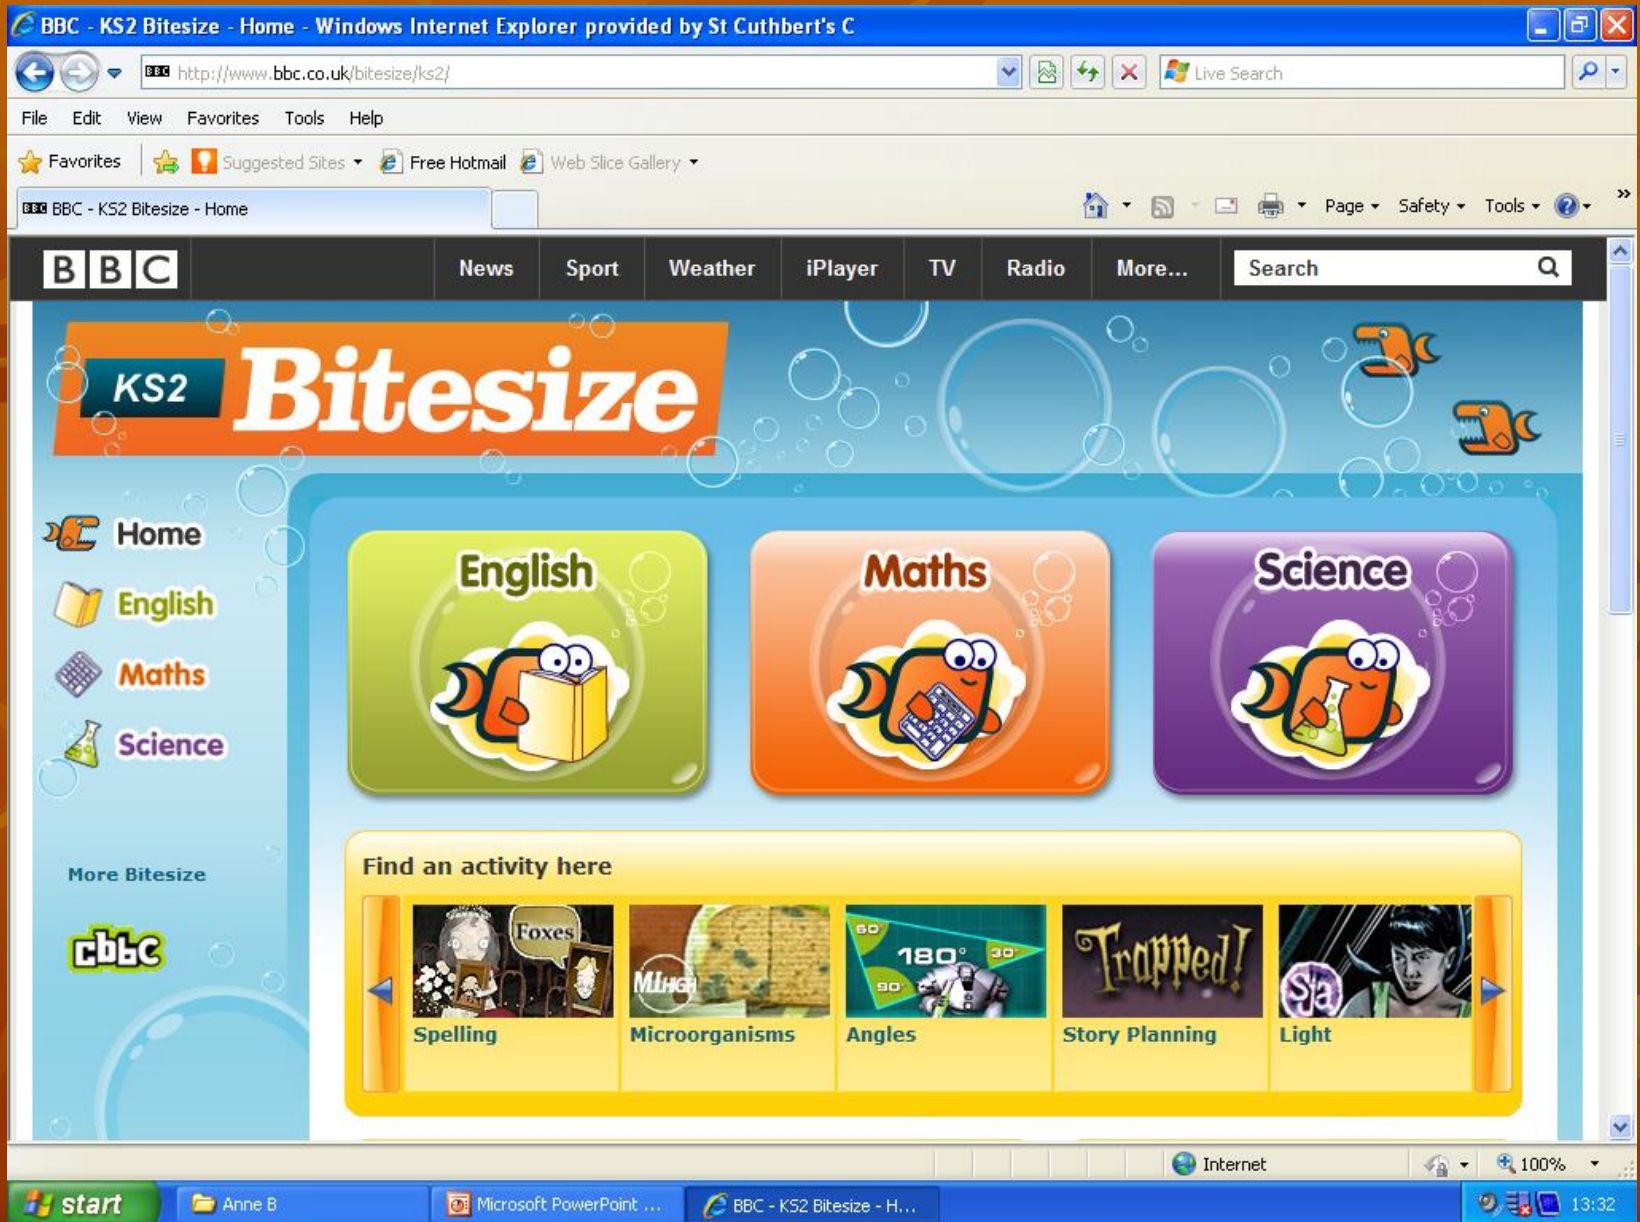 BBC - KS2 Bitesize - Home - Windows Internet Explorer provided by St Cuthbert's C
http://www.bbc.co.uk/bitesize/ks2/
Live Search
File Edit View Favorites Tools Help
Favorites Suggested Sites Free Hotmail Web Slice Gallery
BBC BBC - KS2 Bitesize - Home
Page Safety Tools
BBC News Sport Weather iPlayer TV Radio More... Search
KS2 Bitesize
Home
English
Maths
Science
More Bitesize
cbbc
English Maths Science
Find an activity here
Foxes
M.I.High
60° 180° 30° 90°
Trapped!
Sja
Spelling Microorganisms Angles Story Planning Light
Internet 100%
start Anne B Microsoft PowerPoint ... BBC - KS2 Bitesize - H... 13:32